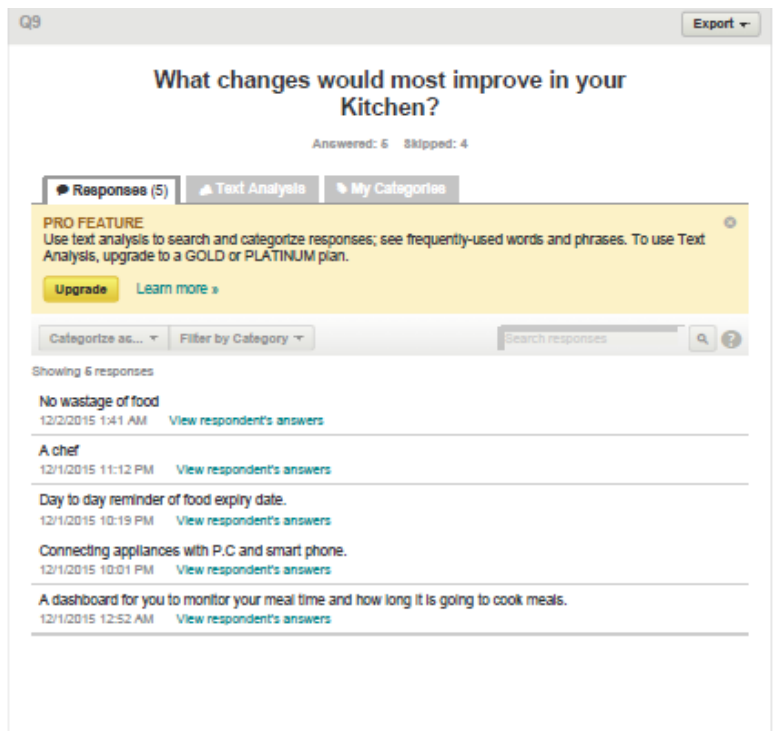 Q9
Export
What changes would most improve in your
Kitchen?
Answered: 5 Skipped: 4
Responses (5)
Text Analysis
My Categories
PRO FEATURE
Use text analysis to search and categorize responses; see frequently-used words and phrases. To use Text
Analysis, upgrade to a GOLD or PLATINUM plan.
Upgrade Learn more »
Categorize as... Filter by Category Search responses ?
Showing 5 responses
No wastage of food
12/2/2015 1:41 AM View respondent's answers
A chef
12/1/2015 11:12 PM View respondent's answers
Day to day reminder of food expiry date.
12/1/2015 10:19 PM View respondent's answers
Connecting appliances with P.C and smart phone.
12/1/2015 10:01 PM View respondent's answers
A dashboard for you to monitor your meal time and how long it is going to cook meals.
12/1/2015 12:52 AM View respondent's answers